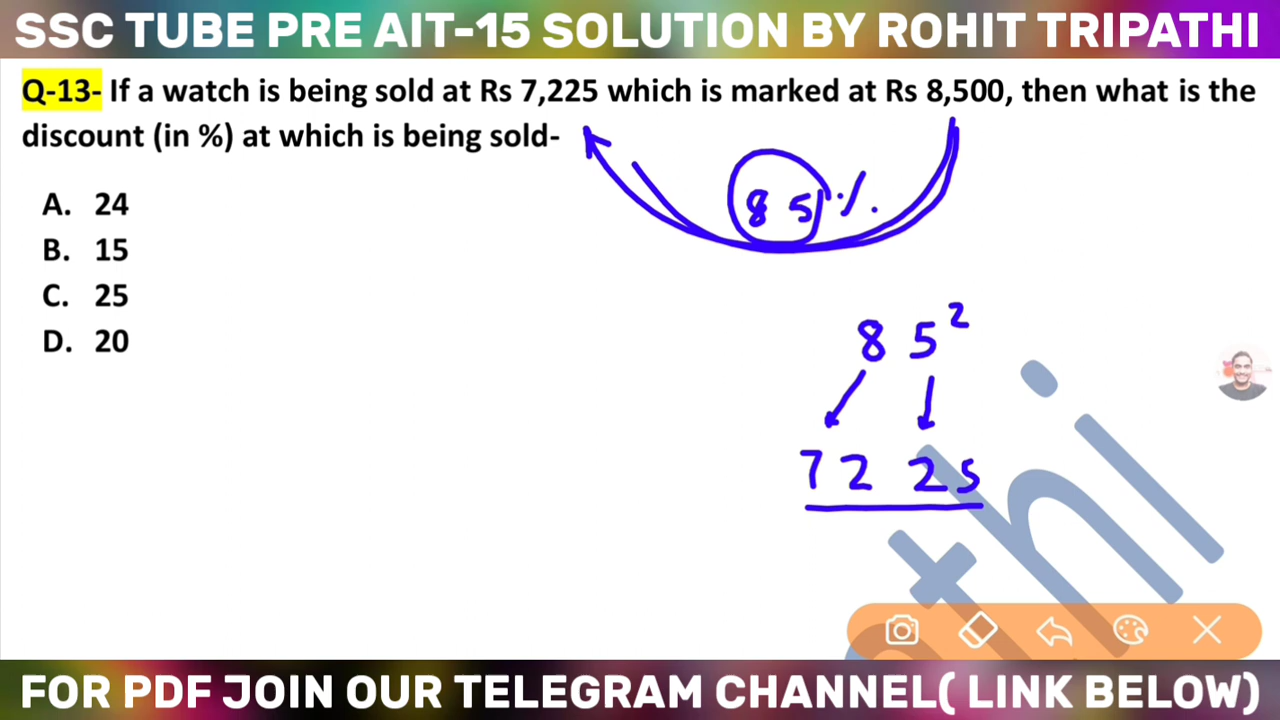 SSC TUBE PRE AIT-15 SOLUTION BY ROHIT TRIPATHI
Q-13- If a watch is being sold at Rs 7,225 which is marked at Rs 8,500, then what is the
discount (in %) at which is being sold-
85%
A. 24
B. 15
C. 25
D. 20
85²
7225
thi
FOR PDF JOIN OUR TELEGRAM CHANNEL( LINK BELOW)